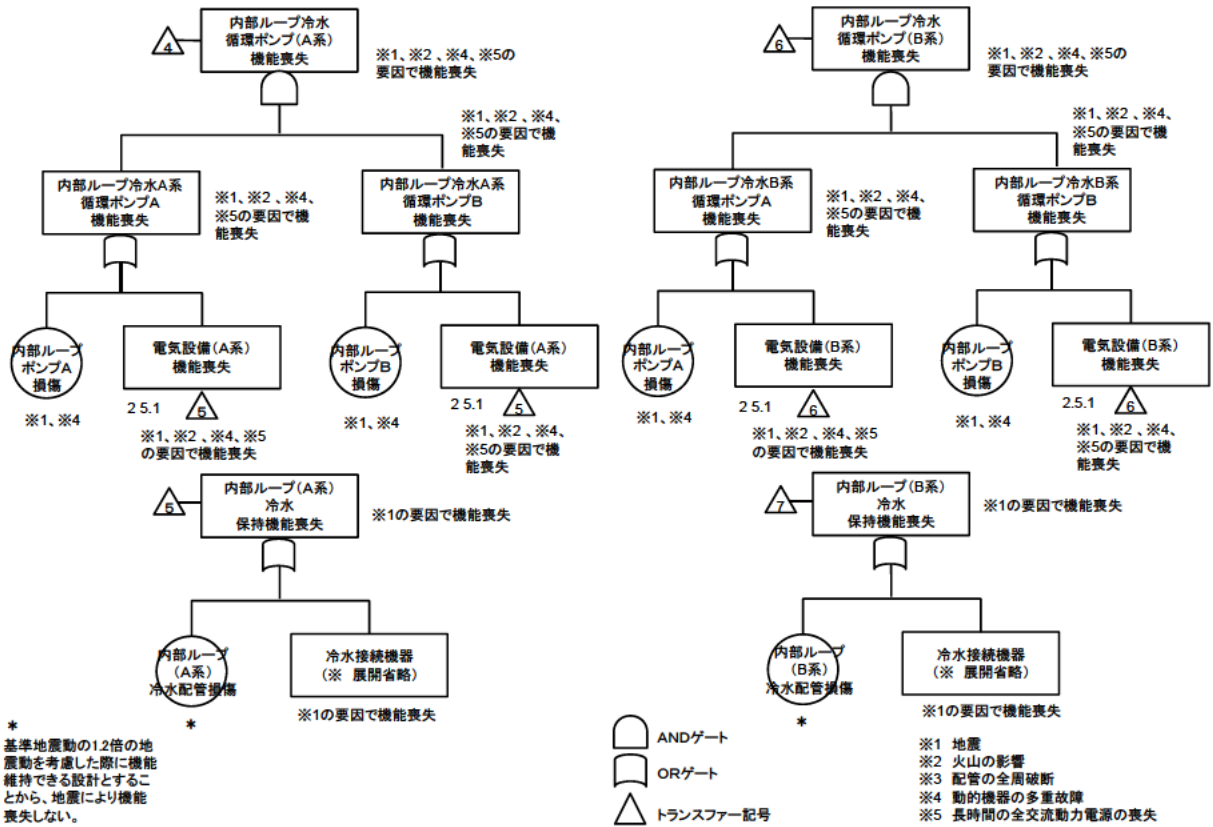 内部ループ冷水
循環ポンプ(A系)
機能喪失
4
※1、※2 、※4、※5の
要因で機能喪失
※1、※2 、※4、
※5の要因で機
能喪失
内部ループ冷水A系
循環ポンプA
機能喪失
※1、※2 、※4、
※5の要因で機
能喪失
内部ループ冷水A系
循環ポンプB
機能喪失
内部ループ
ポンプA
損傷
※1、※4
電気設備(A系)
機能喪失
2 5.1
5
※1、※2 、※4、※5
の要因で機能喪失
内部ループ
ポンプB
損傷
※1、※4
電気設備(A系)
機能喪失
2 5.1
5
※1、※2 、※4、
※5の要因で機
能喪失
内部ループ冷水
循環ポンプ(B系)
機能喪失
6
※1、※2 、※4、※5の
要因で機能喪失
※1、※2 、※4、
※5の要因で機
能喪失
内部ループ冷水B系
循環ポンプA
機能喪失
※1、※2 、※4、
※5の要因で機
能喪失
内部ループ冷水B系
循環ポンプB
機能喪失
内部ループ
ポンプA
損傷
※1、※4
電気設備(B系)
機能喪失
2 5.1
6
※1、※2 、※4、※5
の要因で機能喪失
内部ループ
ポンプB
損傷
※1、※4
電気設備(B系)
機能喪失
2.5.1
6
※1、※2 、※4、
※5の要因で機
能喪失
5
内部ループ(A系)
冷水
保持機能喪失
※1の要因で機能喪失
内部ループ
(A系)
冷水配管損傷
*
冷水接続機器
(※ 展開省略)
※1の要因で機能喪失
7
内部ループ(B系)
冷水
保持機能喪失
※1の要因で機能喪失
内部ループ
(B系)
冷水配管損傷
*
冷水接続機器
(※ 展開省略)
※1の要因で機能喪失
*
基準地震動の1.2倍の地
震動を考慮した際に機能
維持できる設計とするこ
とから、地震により機能
喪失しない。
ANDゲート
ORゲート
トランスファー記号
※1 地震
※2 火山の影響
※3 配管の全周破断
※4 動的機器の多重故障
※5 長時間の全交流動力電源の喪失